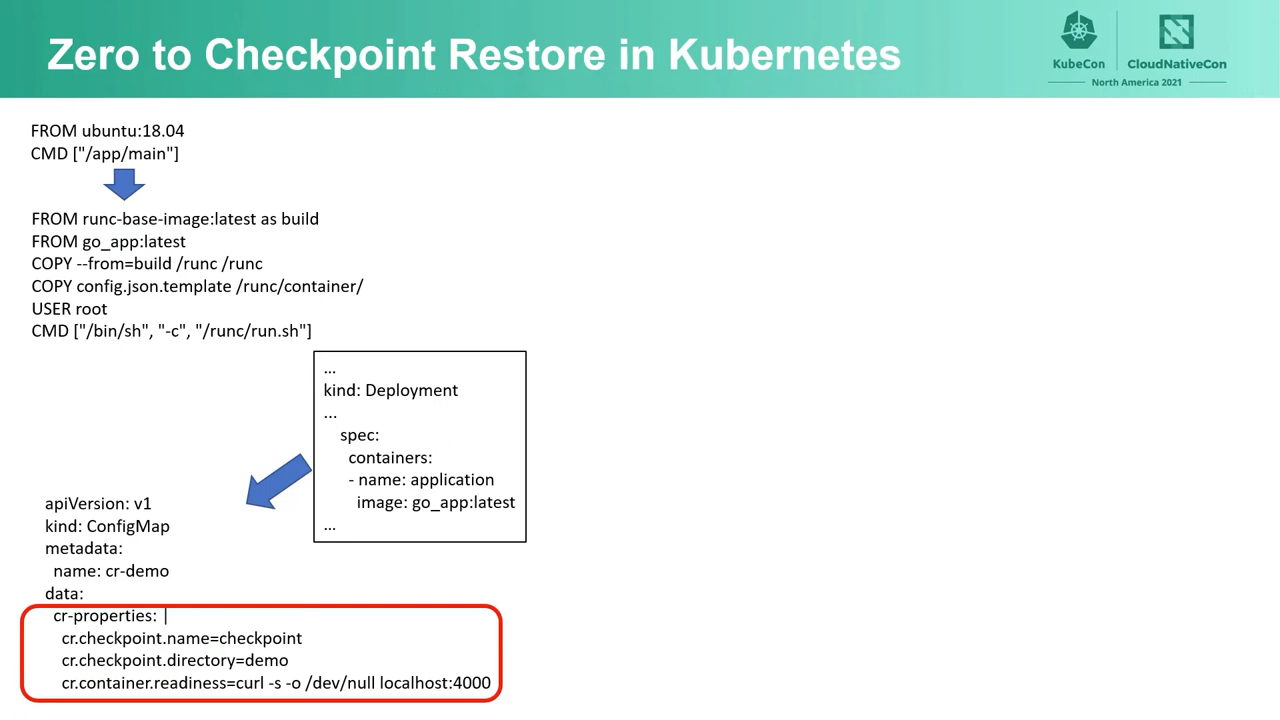 Zero to Checkpoint Restore in Kubernetes
KubeCon
CloudNativeCon
North America 2021
FROM ubuntu:18.04
CMD ["/app/main"]
FROM runc-base-image:latest as build
FROM go_app:latest
COPY --from=build /runc /runc
COPY config.json.template /runc/container/
USER root
CMD ["/bin/sh", "-c", "/runc/run.sh"]
...
kind: Deployment
...
spec:
containers:
- name: application
image: go_app:latest
...
apiVersion: v1
kind: ConfigMap
metadata:
name: cr-demo
data:
cr-properties: |
cr.checkpoint.name=checkpoint
cr.checkpoint.directory=demo
cr.container.readiness=curl -s -o /dev/null localhost:4000